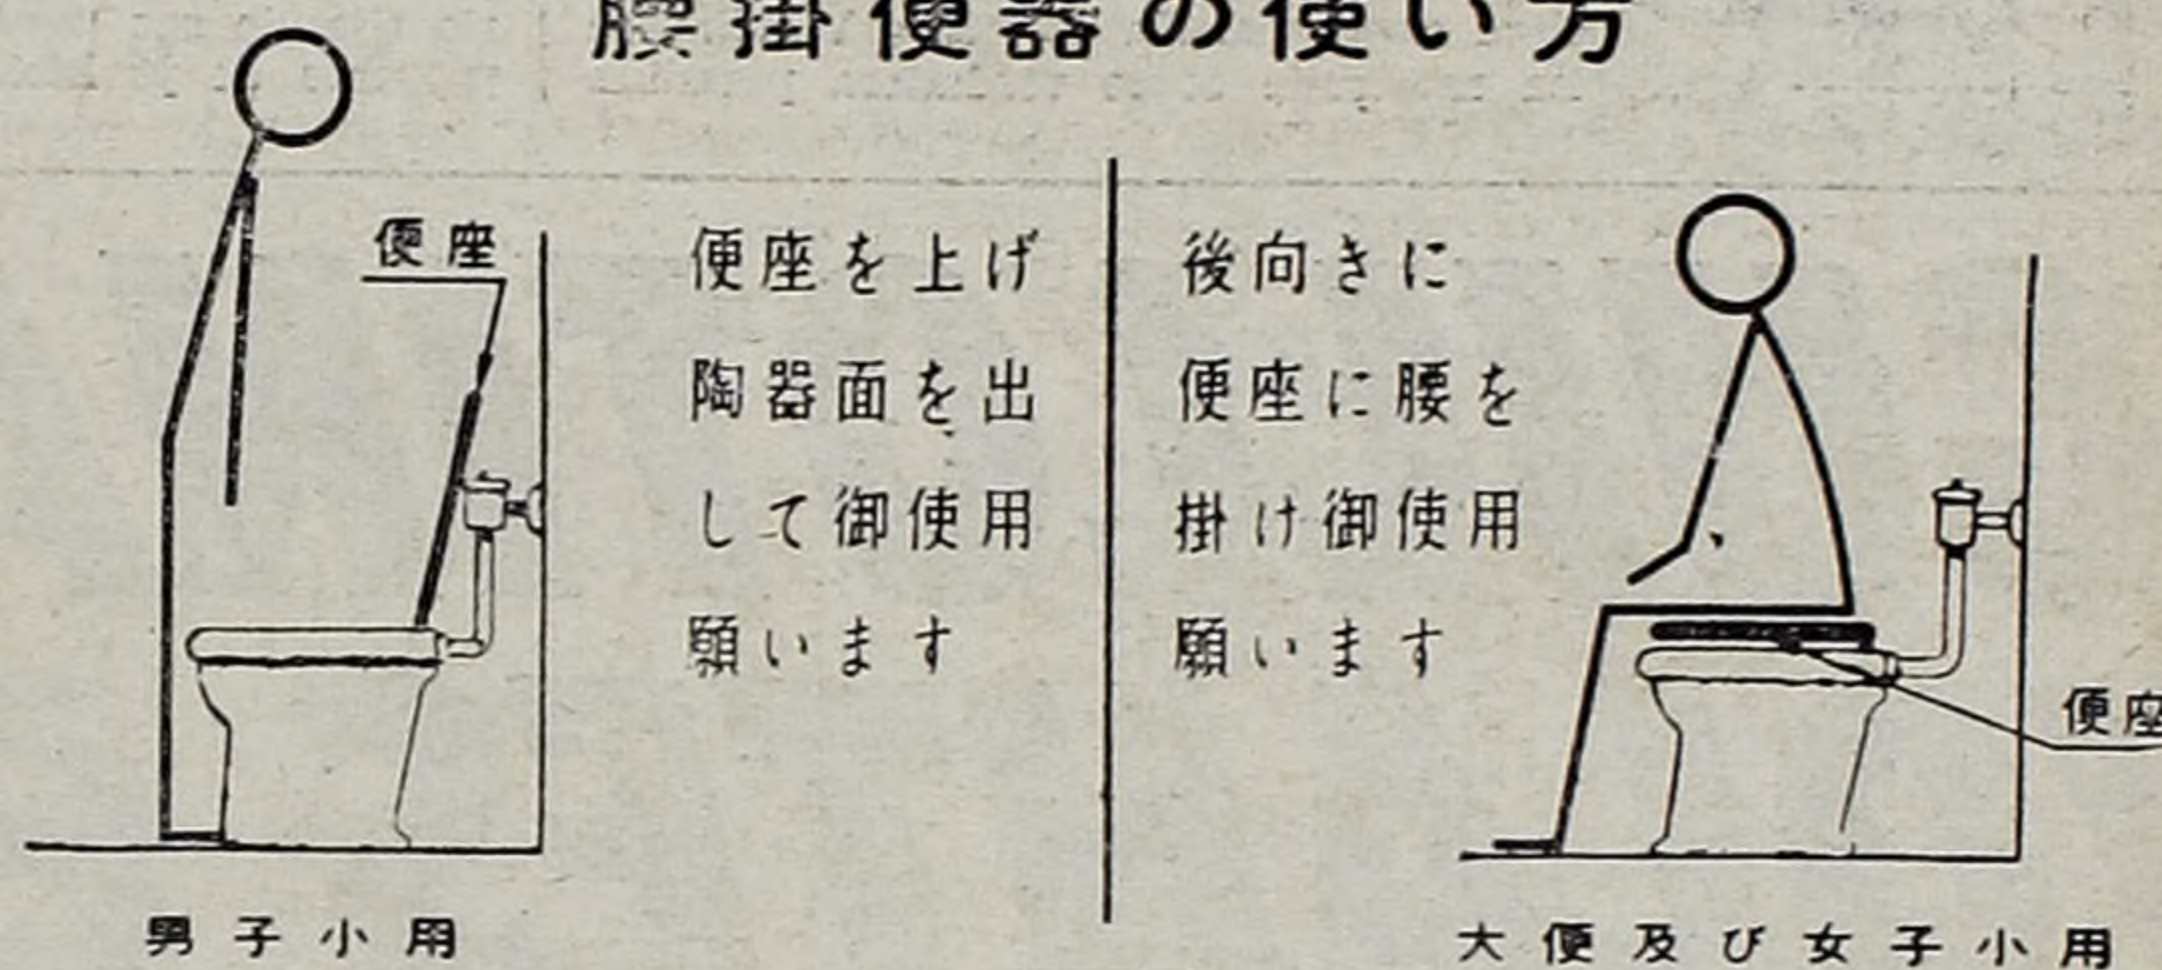 腰掛便器の使い方
便座
便座を上げ
陶器面を出
して御使用
願います
男子小用
後向きに
便座に腰を
掛け御使用
願います
便座
大便及び女子小用